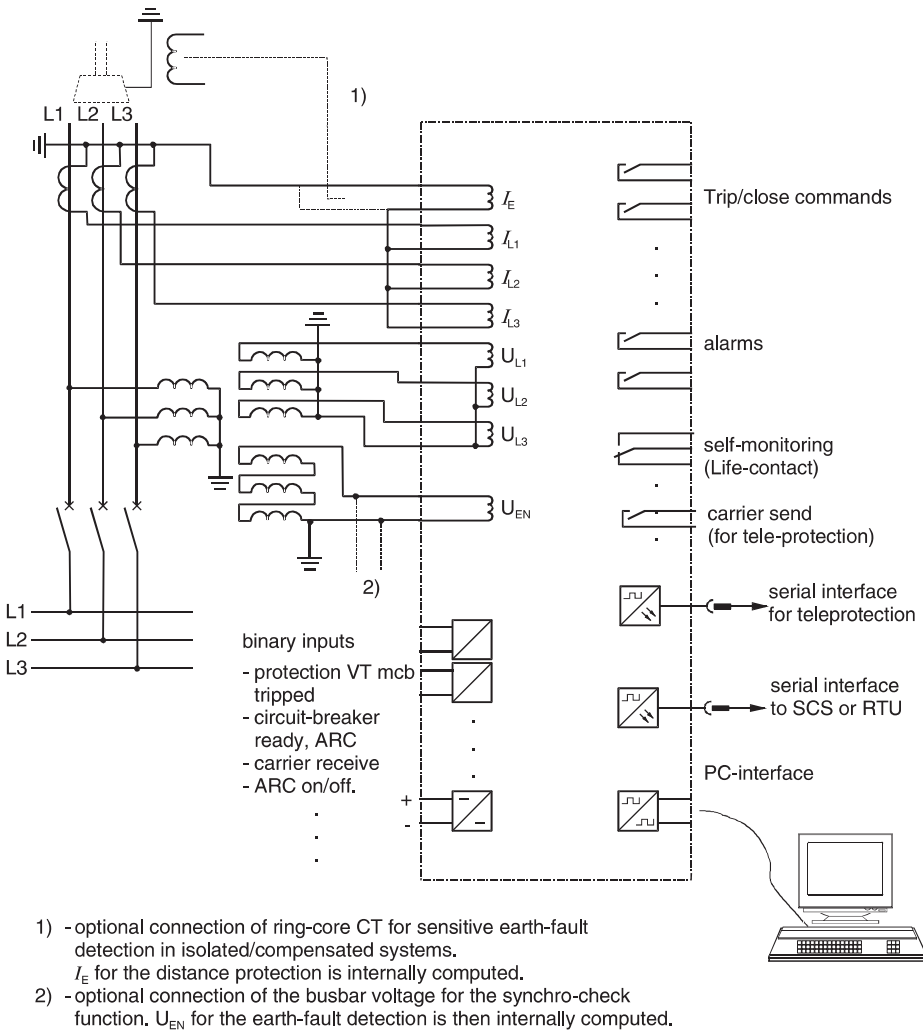 1)
L1 L2 L3
I_E
I_L1
I_L2
I_L3
U_L1
U_L2
U_L3
U_EN
2)
Trip/close commands
alarms
self-monitoring
(Life-contact)
carrier send
(for tele-protection)
serial interface
for teleprotection
serial interface
to SCS or RTU
PC-interface
L1
L2
L3
binary inputs
- protection VT mcb
tripped
- circuit-breaker
ready, ARC
- carrier receive
- ARC on/off.
+
-
1) - optional connection of ring-core CT for sensitive earth-fault
detection in isolated/compensated systems.
I_E for the distance protection is internally computed.
2) - optional connection of the busbar voltage for the synchro-check
function. U_EN for the earth-fault detection is then internally computed.